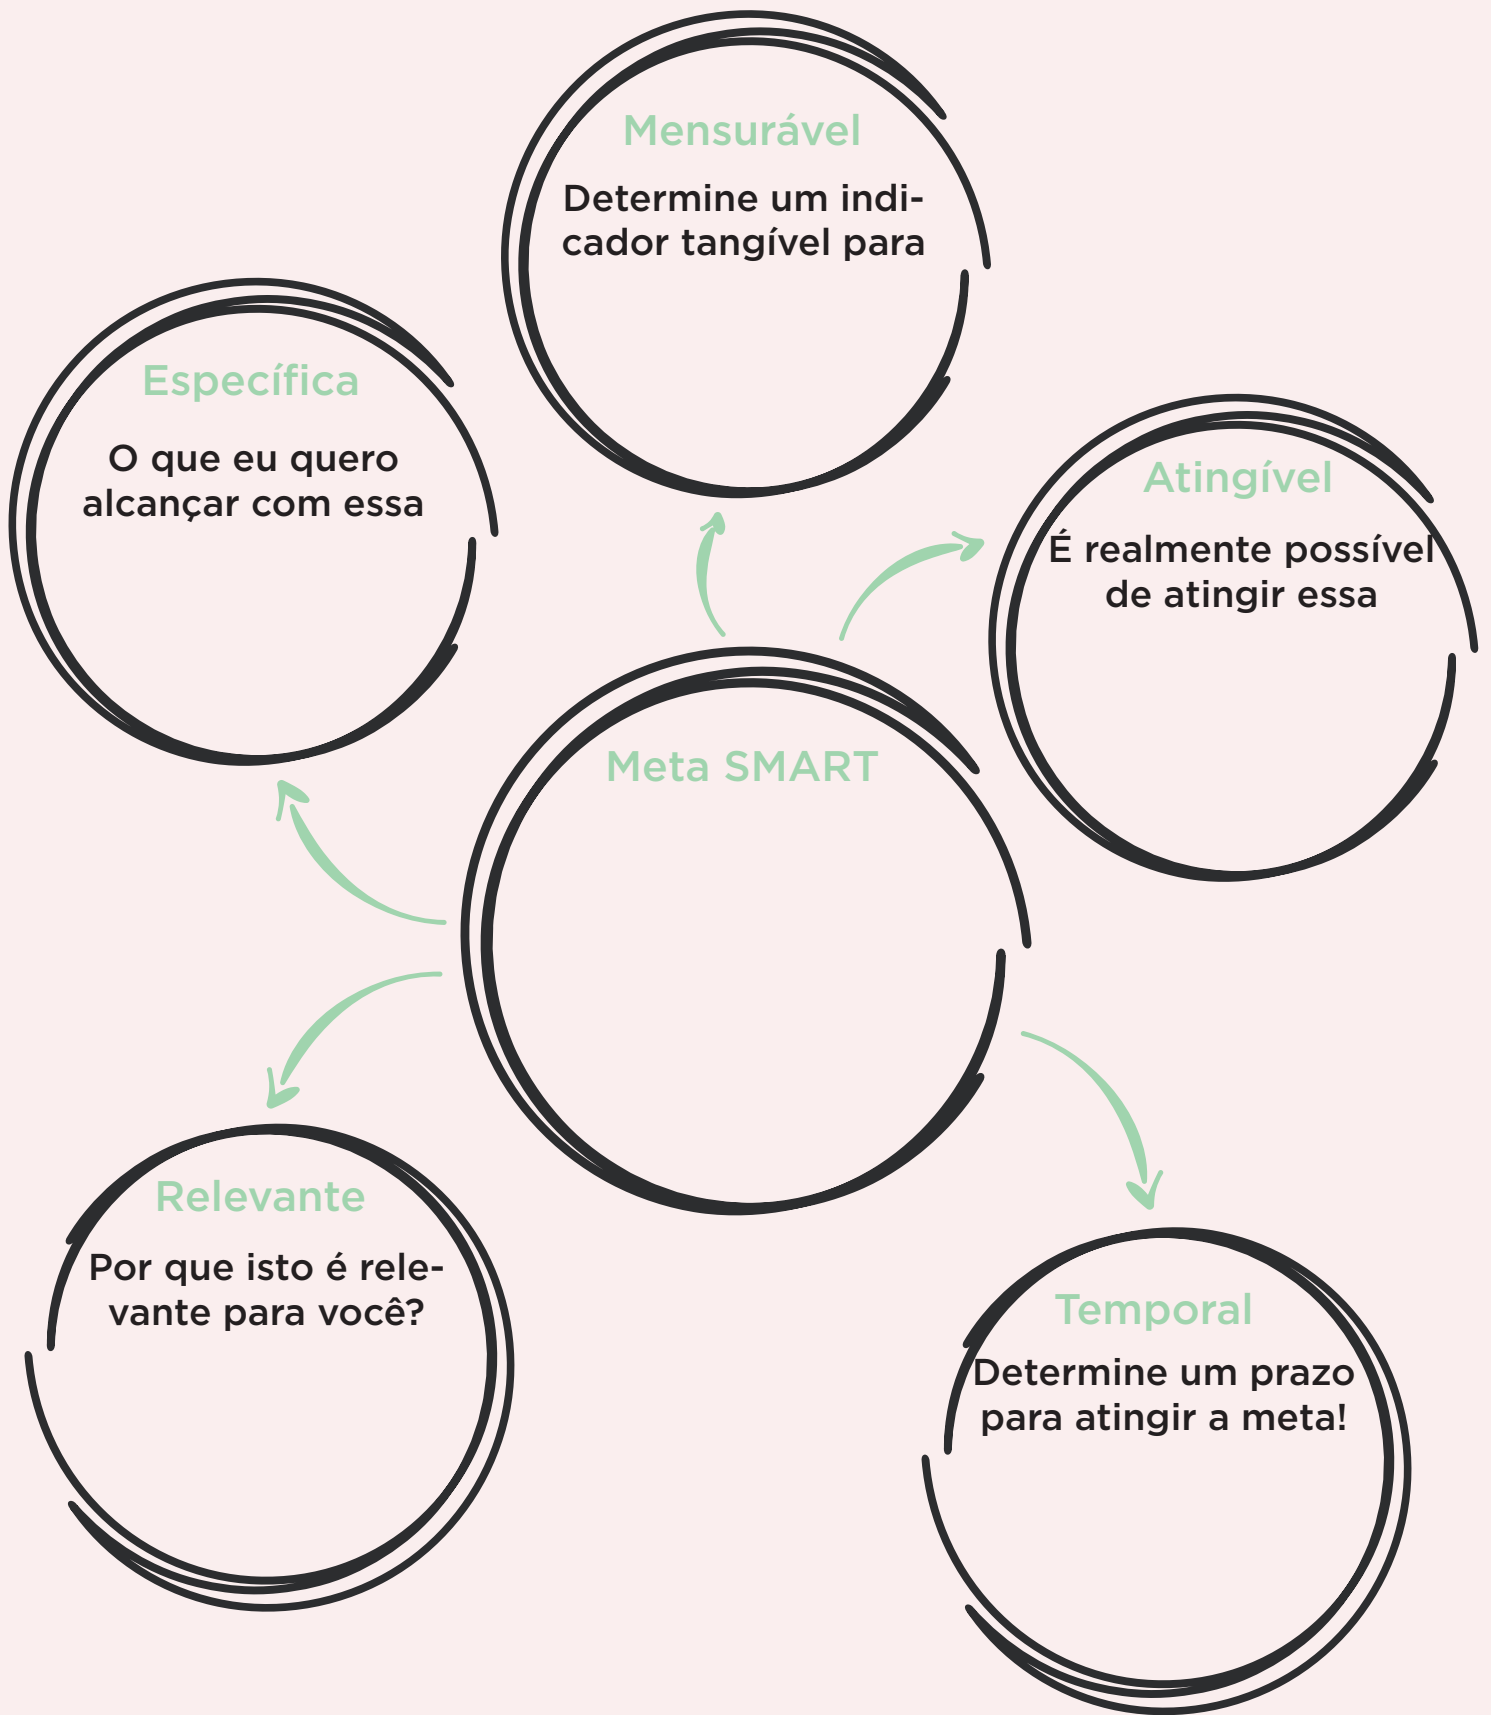 Mensurável
Determine um indi-
cador tangível para
Específica
O que eu quero
alcançar com essa
Atingível
É realmente possível
de atingir essa
Meta SMART
Relevante
Por que isto é rele-
vante para você?
Temporal
Determine um prazo
para atingir a meta!